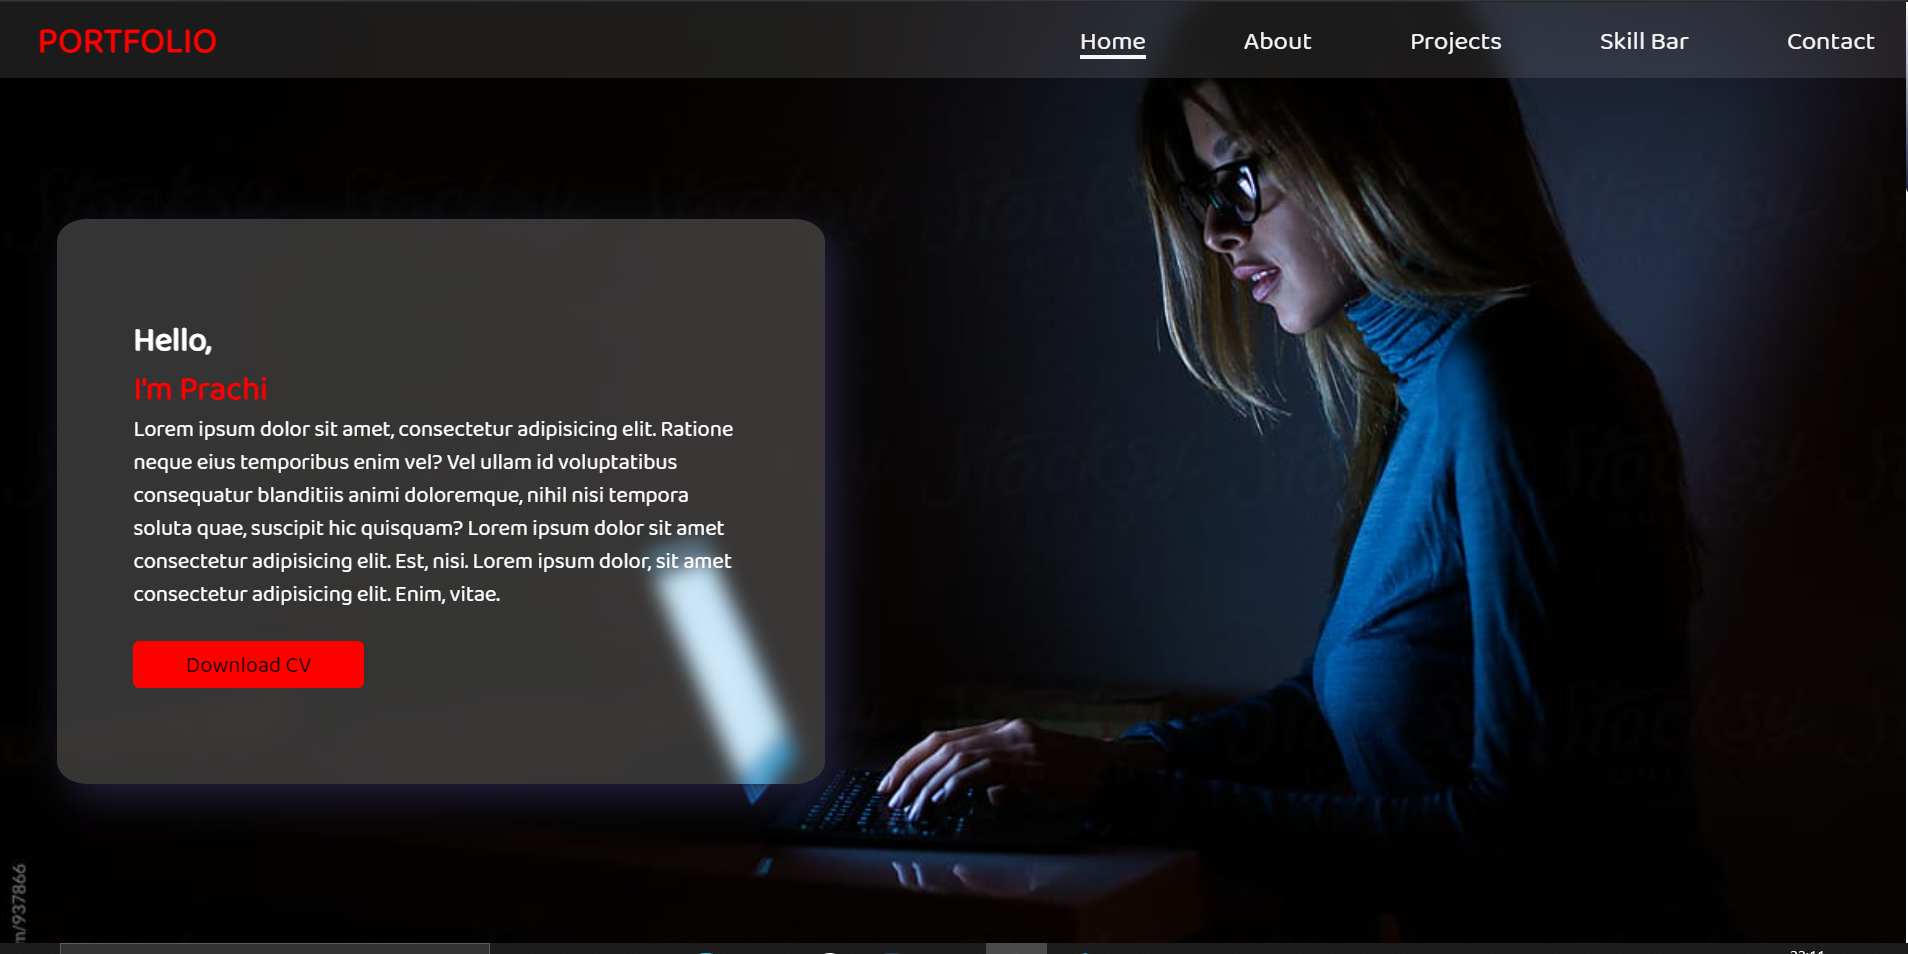 PORTFOLIO
Home About Projects Skill Bar Contact
Hello,
I'm Prachi
Lorem ipsum dolor sit amet, consectetur adipisicing elit. Ratione
neque eius temporibus enim vel? Vel ullam id voluptatibus
consequatur blanditiis animi doloremque, nihil nisi tempora
soluta quae, suscipit hic quisquam? Lorem ipsum dolor sit amet
consectetur adipisicing elit. Est, nisi. Lorem ipsum dolor, sit amet
consectetur adipisicing elit. Enim, vitae.
Download CV
Stocksy
m/937866